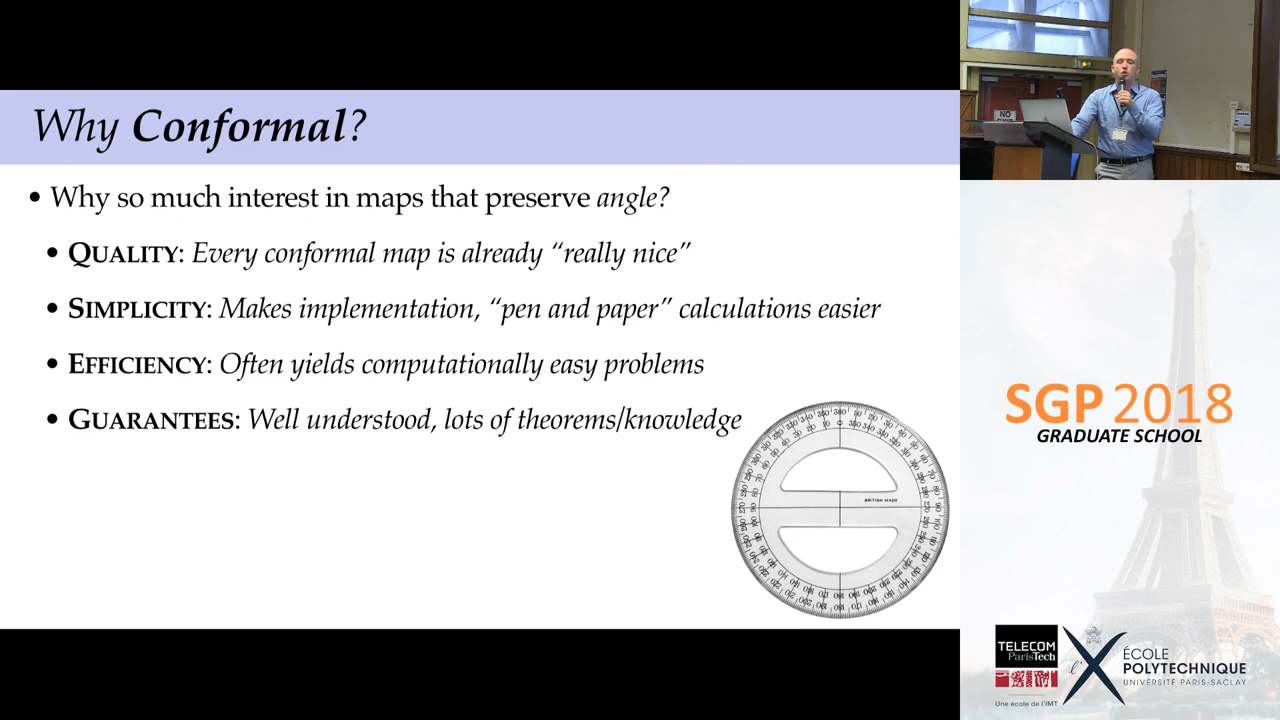 Why Conformal?
• Why so much interest in maps that preserve angle?
• QUALITY: Every conformal map is already “really nice”
• SIMPLICITY: Makes implementation, “pen and paper” calculations easier
• EFFICIENCY: Often yields computationally easy problems
• GUARANTEES: Well understood, lots of theorems/knowledge
BRITISH MADE
NO
SGP 2018
GRADUATE SCHOOL
TELECOM
ParisTech
Une école de l'IMT
l'X
ÉCOLE
POLYTECHNIQUE
UNIVERSITÉ PARIS-SACLAY